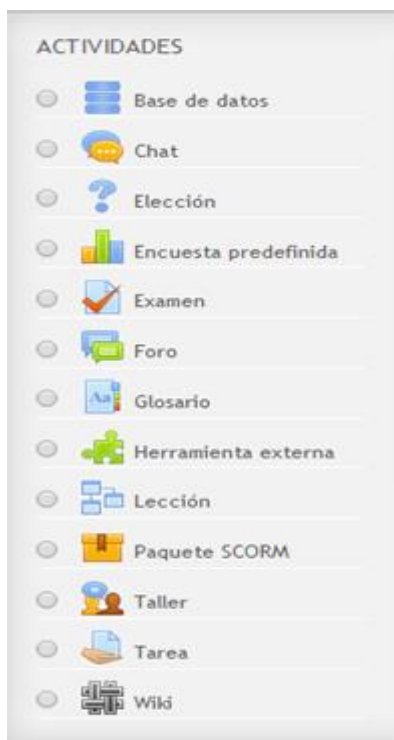 ACTIVIDADES
Base de datos
Chat
Elección
Encuesta predefinida
Examen
Foro
Aa
Glosario
Herramienta externa
Lección
Paquete SCORM
Taller
Tarea
Wiki